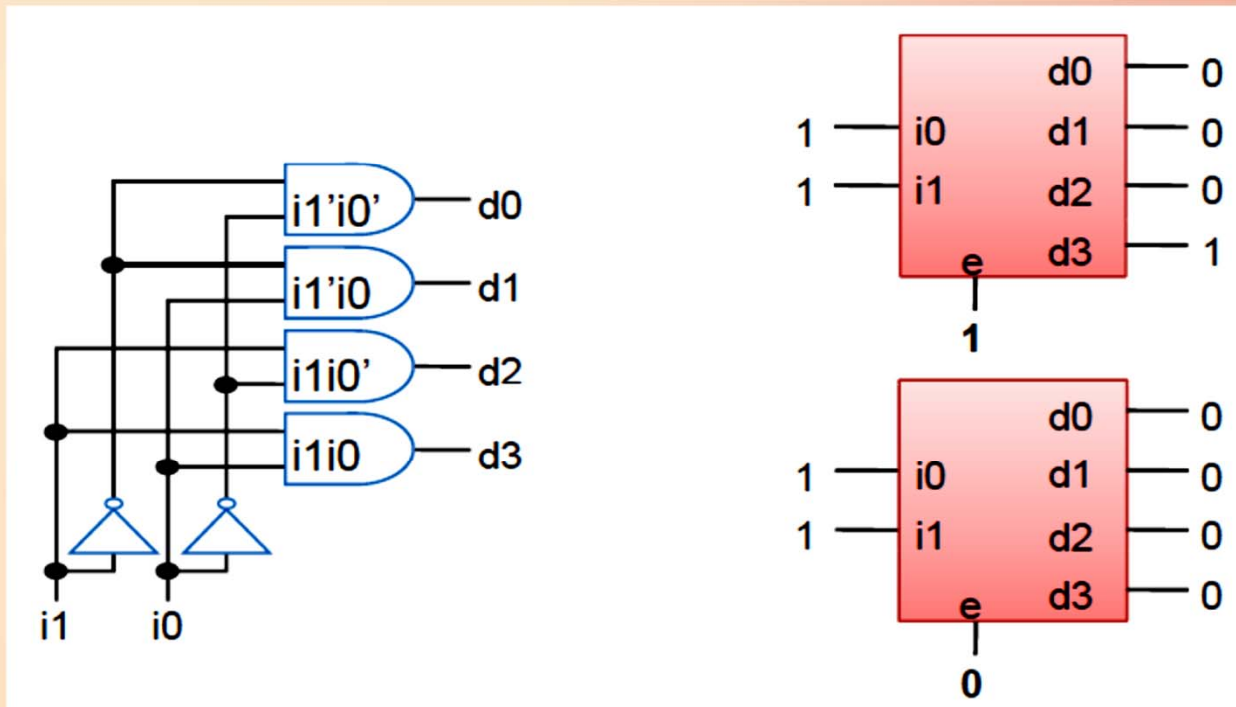 i1’i0’
d0
i1’i0
d1
i1i0’
d2
i1i0
d3
i1 i0
d0 0
1 i0 d1 0
1 i1 d2 0
e d3 1
1
d0 0
1 i0 d1 0
1 i1 d2 0
e d3 0
0